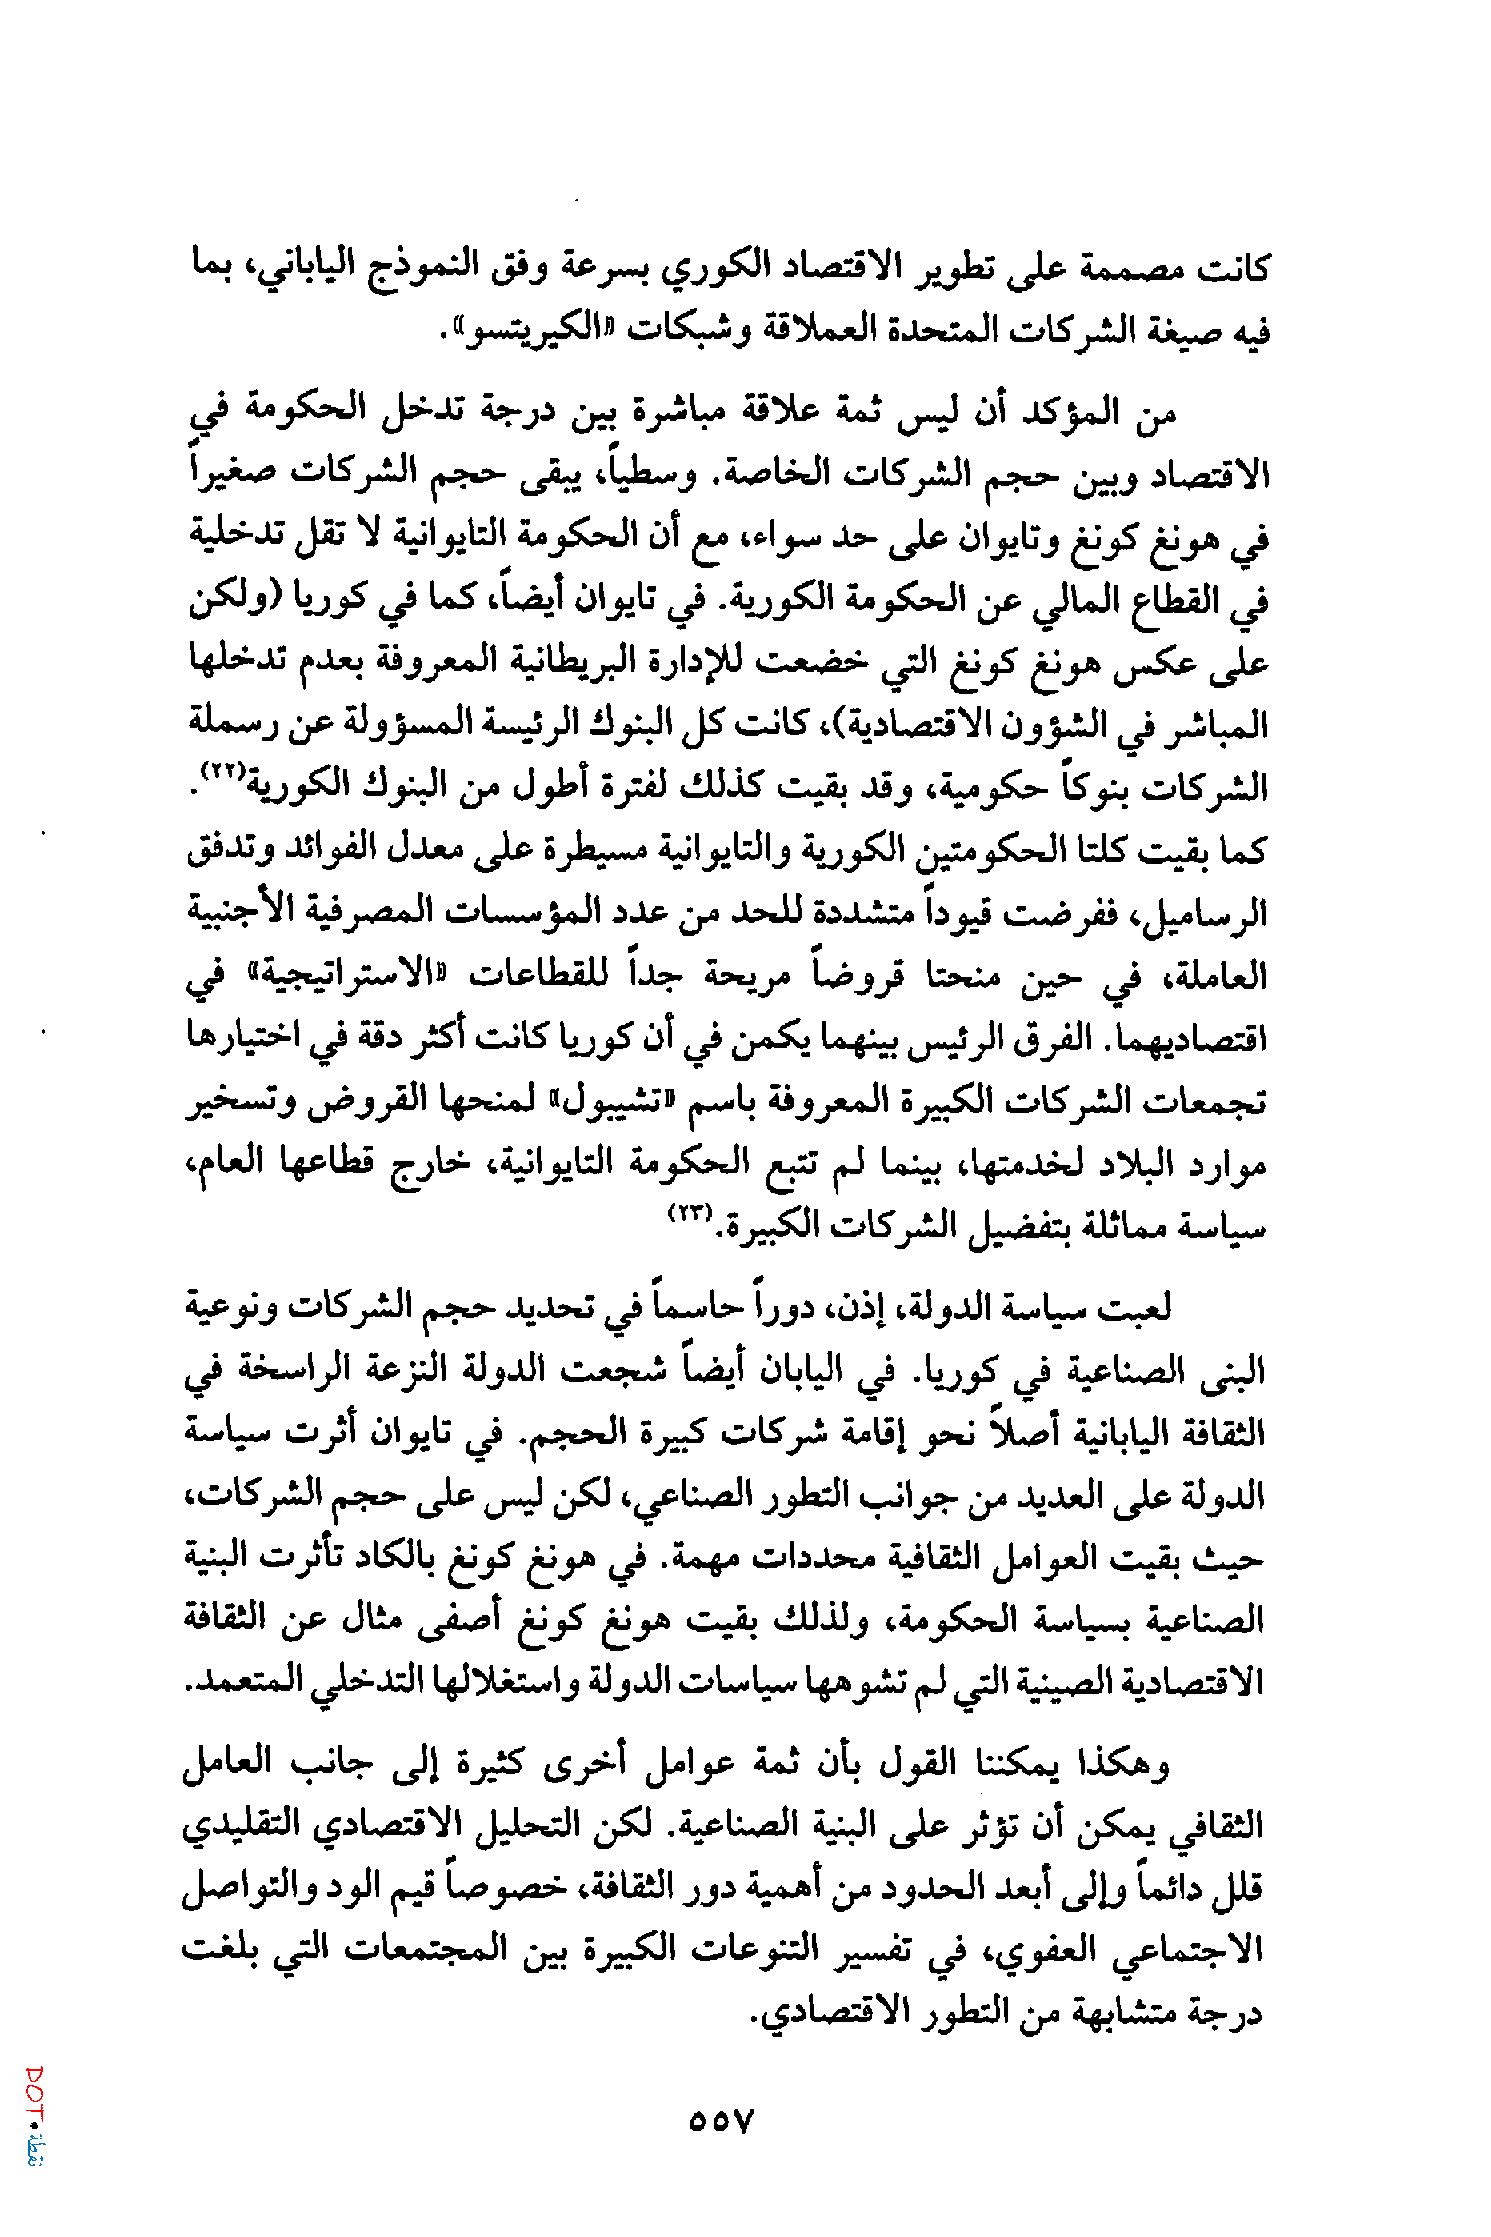 كانت مصممة على تطوير الاقتصاد الكوري بسرعة وفق النموذج الياباني، بما
فيه صيغة الشركات المتحدة العملاقة وشبكات «الكيريتسو».
من المؤكد أن ليس ثمة علاقة مباشرة بين درجة تدخل الحكومة في
الاقتصاد وبين حجم الشركات الخاصة. وسطياً، يبقى حجم الشركات صغيراً
في هونغ كونغ وتايوان على حد سواء، مع أن الحكومة التايوانية لا تقل تدخلية
في القطاع المالي عن الحكومة الكورية. في تايوان أيضاً، كما في كوريا (ولكن
على عكس هونغ كونغ التي خضعت للإدارة البريطانية المعروفة بعدم تدخلها
المباشر في الشؤون الاقتصادية)، كانت كل البنوك الرئيسة المسؤولة عن رسملة
الشركات بنوكاً حكومية، وقد بقيت كذلك لفترة أطول من البنوك الكورية(٢٢).
كما بقيت كلتا الحكومتين الكورية والتايوانية مسيطرة على معدل الفوائد وتدفق
الرساميل، ففرضت قيوداً متشددة للحد من عدد المؤسسات المصرفية الأجنبية
العاملة، في حين منحتا قروضاً مريحة جداً للقطاعات «الاستراتيجية» في
اقتصاديهما. الفرق الرئيس بينهما يكمن في أن كوريا كانت أكثر دقة في اختيارها
تجمعات الشركات الكبيرة المعروفة باسم «تشيبول» لمنحها القروض وتسخير
موارد البلاد لخدمتها، بينما لم تتبع الحكومة التايوانية، خارج قطاعها العام،
سياسة مماثلة بتفضيل الشركات الكبيرة.(٢٣)
لعبت سياسة الدولة، إذن، دوراً حاسماً في تحديد حجم الشركات ونوعية
البنى الصناعية في كوريا. في اليابان أيضاً شجعت الدولة النزعة الراسخة في
الثقافة اليابانية أصلاً نحو إقامة شركات كبيرة الحجم. في تايوان أثرت سياسة
الدولة على العديد من جوانب التطور الصناعي، لكن ليس على حجم الشركات،
حيث بقيت العوامل الثقافية محددات مهمة. في هونغ كونغ بالكاد تأثرت البنية
الصناعية بسياسة الحكومة، ولذلك بقيت هونغ كونغ أصفى مثال عن الثقافة
الاقتصادية الصينية التي لم تشوهها سياسات الدولة واستغلالها التدخلي المتعمد.
وهكذا يمكننا القول بأن ثمة عوامل أخرى كثيرة إلى جانب العامل
الثقافي يمكن أن تؤثر على البنية الصناعية. لكن التحليل الاقتصادي التقليدي
قلل دائماً وإلى أبعد الحدود من أهمية دور الثقافة، خصوصاً قيم الود والتواصل
الاجتماعي العفوي، في تفسير التنوعات الكبيرة بين المجتمعات التي بلغت
درجة متشابهة من التطور الاقتصادي.
٥٥٧
DOT•نقطة